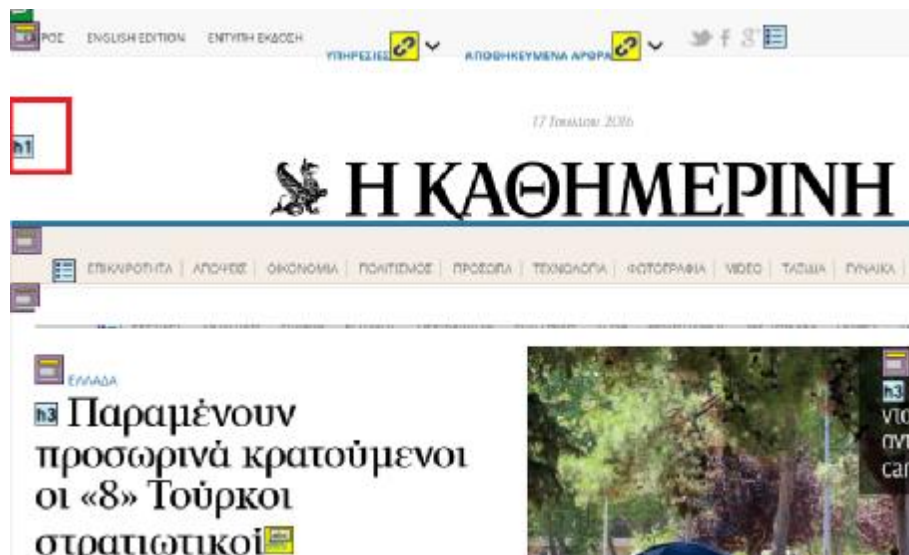 ΚΑΙΡΟΣ ENGLISH EDITION ΕΝΤΥΠΗ ΕΚΔΟΣΗ ΥΠΗΡΕΣΙΕΣ ΑΠΟΘΗΚΕΥΜΕΝΑ ΑΡΘΡΑ
17 Ιουλίου 2016
h1
Η ΚΑΘΗΜΕΡΙΝΗ
ΕΠΙΚΑΙΡΟΤΗΤΑ | ΑΠΟΨΕΙΣ | ΟΙΚΟΝΟΜΙΑ | ΠΟΛΙΤΙΣΜΟΣ | ΠΡΟΣΩΠΑ | ΤΕΧΝΟΛΟΓΙΑ | ΦΩΤΟΓΡΑΦΙΑ | VIDEO | ΤΑΞΙΔΙΑ | ΓΥΝΑΙΚΑ |
ΕΛΛΑΔΑ
h3 Παραμένουν
προσωρινά κρατούμενοι
οι «8» Τούρκοι
στρατιωτικοί
h3